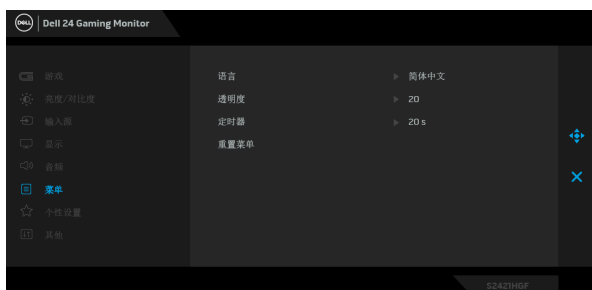 DELL
Dell 24 Gaming Monitor
游戏
亮度/对比度
输入源
显示
音频
菜单
个性设置
其他
语言 简体中文
透明度 20
定时器 20 s
重置菜单
S2421HGF